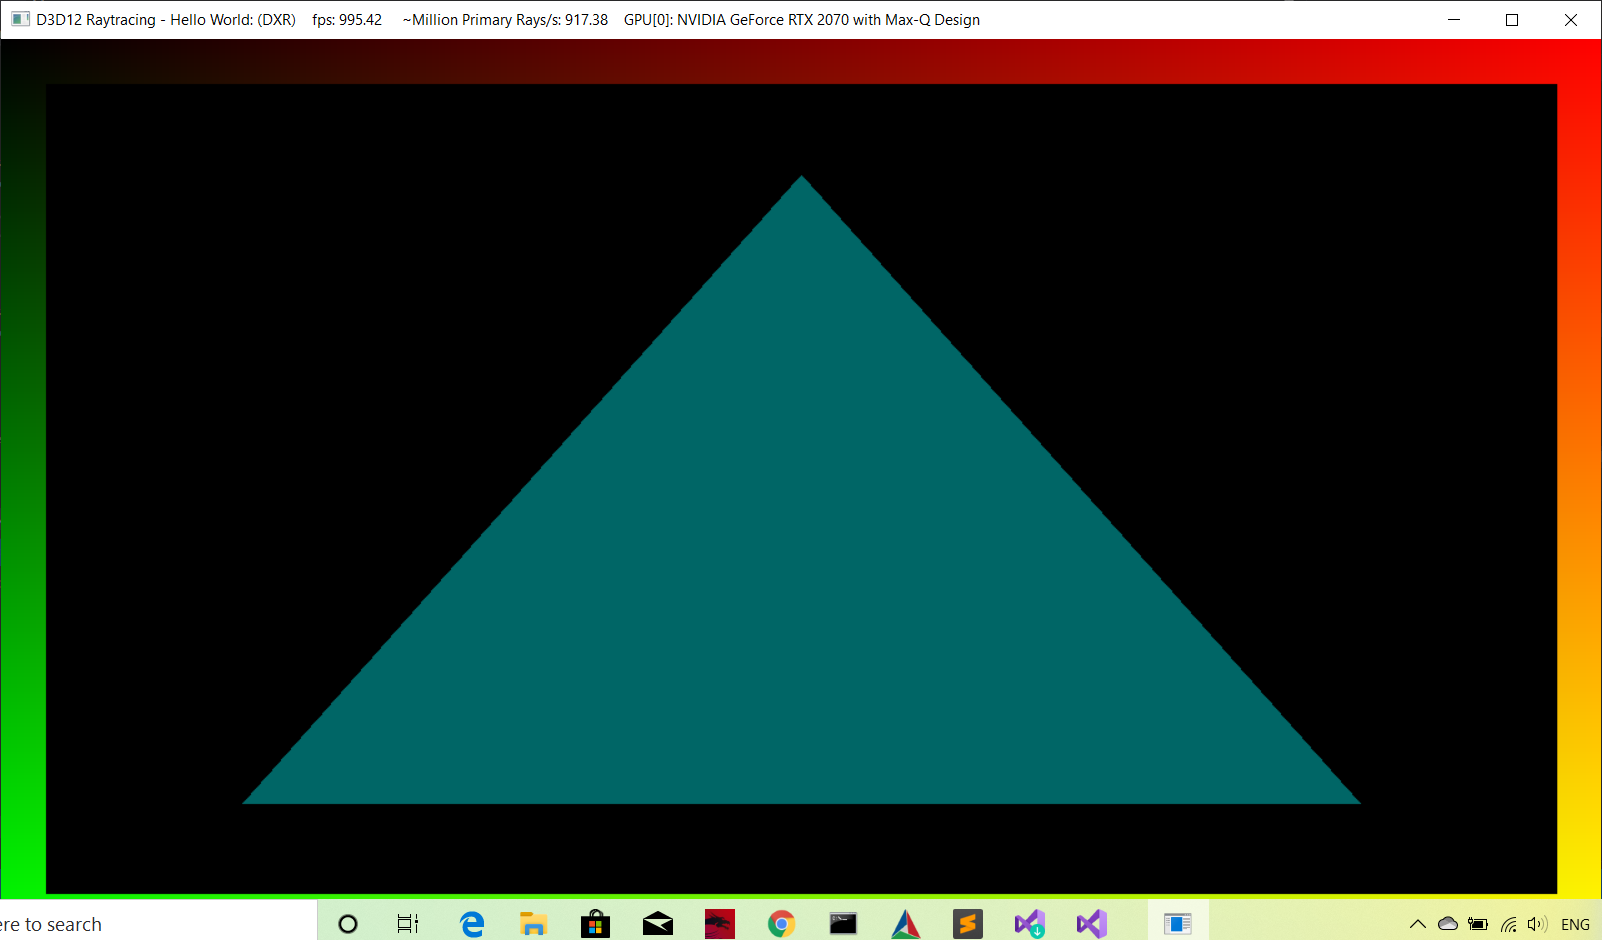 D3D12 Raytracing - Hello World: (DXR)    fps: 995.42    ~Million Primary Rays/s: 917.38    GPU[0]: NVIDIA GeForce RTX 2070 with Max-Q Design
ere to search
ENG